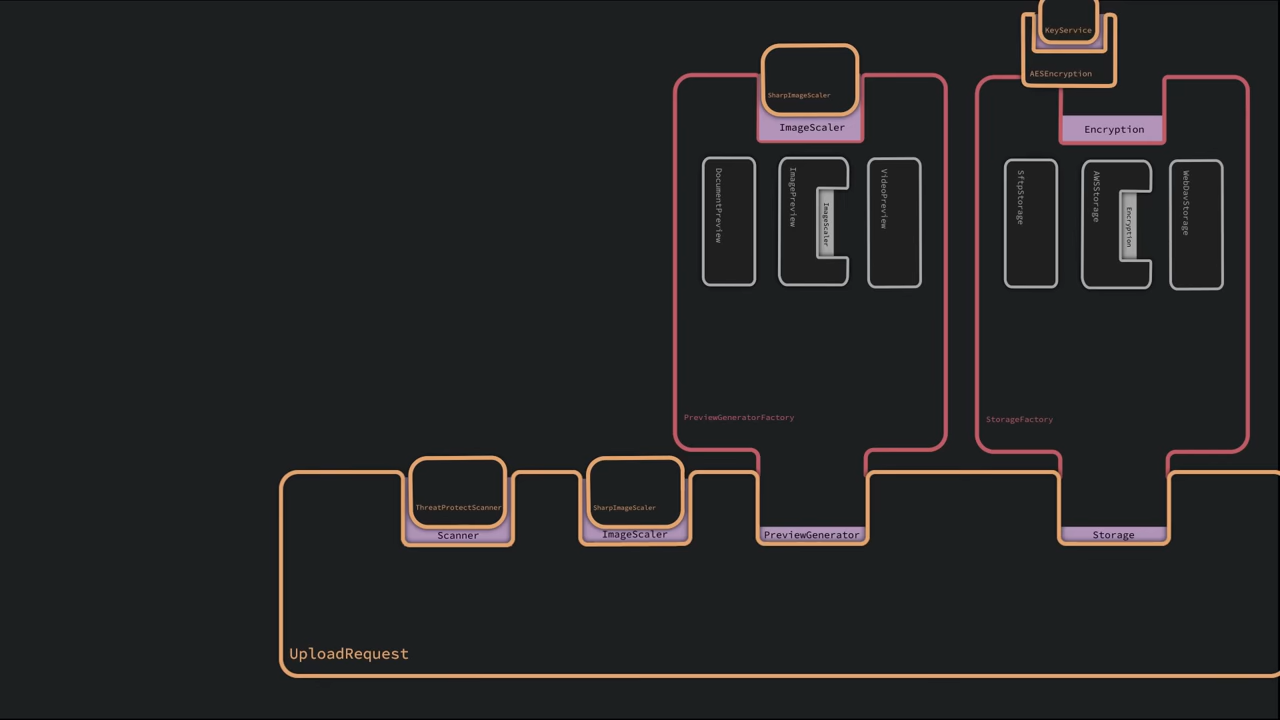 KeyService
AESEncryption
SharpImageScaler
ImageScaler
Encryption
DocumentPreview
ImagePreview
ImageScaler
VideoPreview
SftpStorage
AWSStorage
Encryption
WebDavStorage
PreviewGeneratorFactory
StorageFactory
ThreatProtectScanner
Scanner
SharpImageScaler
ImageScaler
PreviewGenerator
Storage
UploadRequest